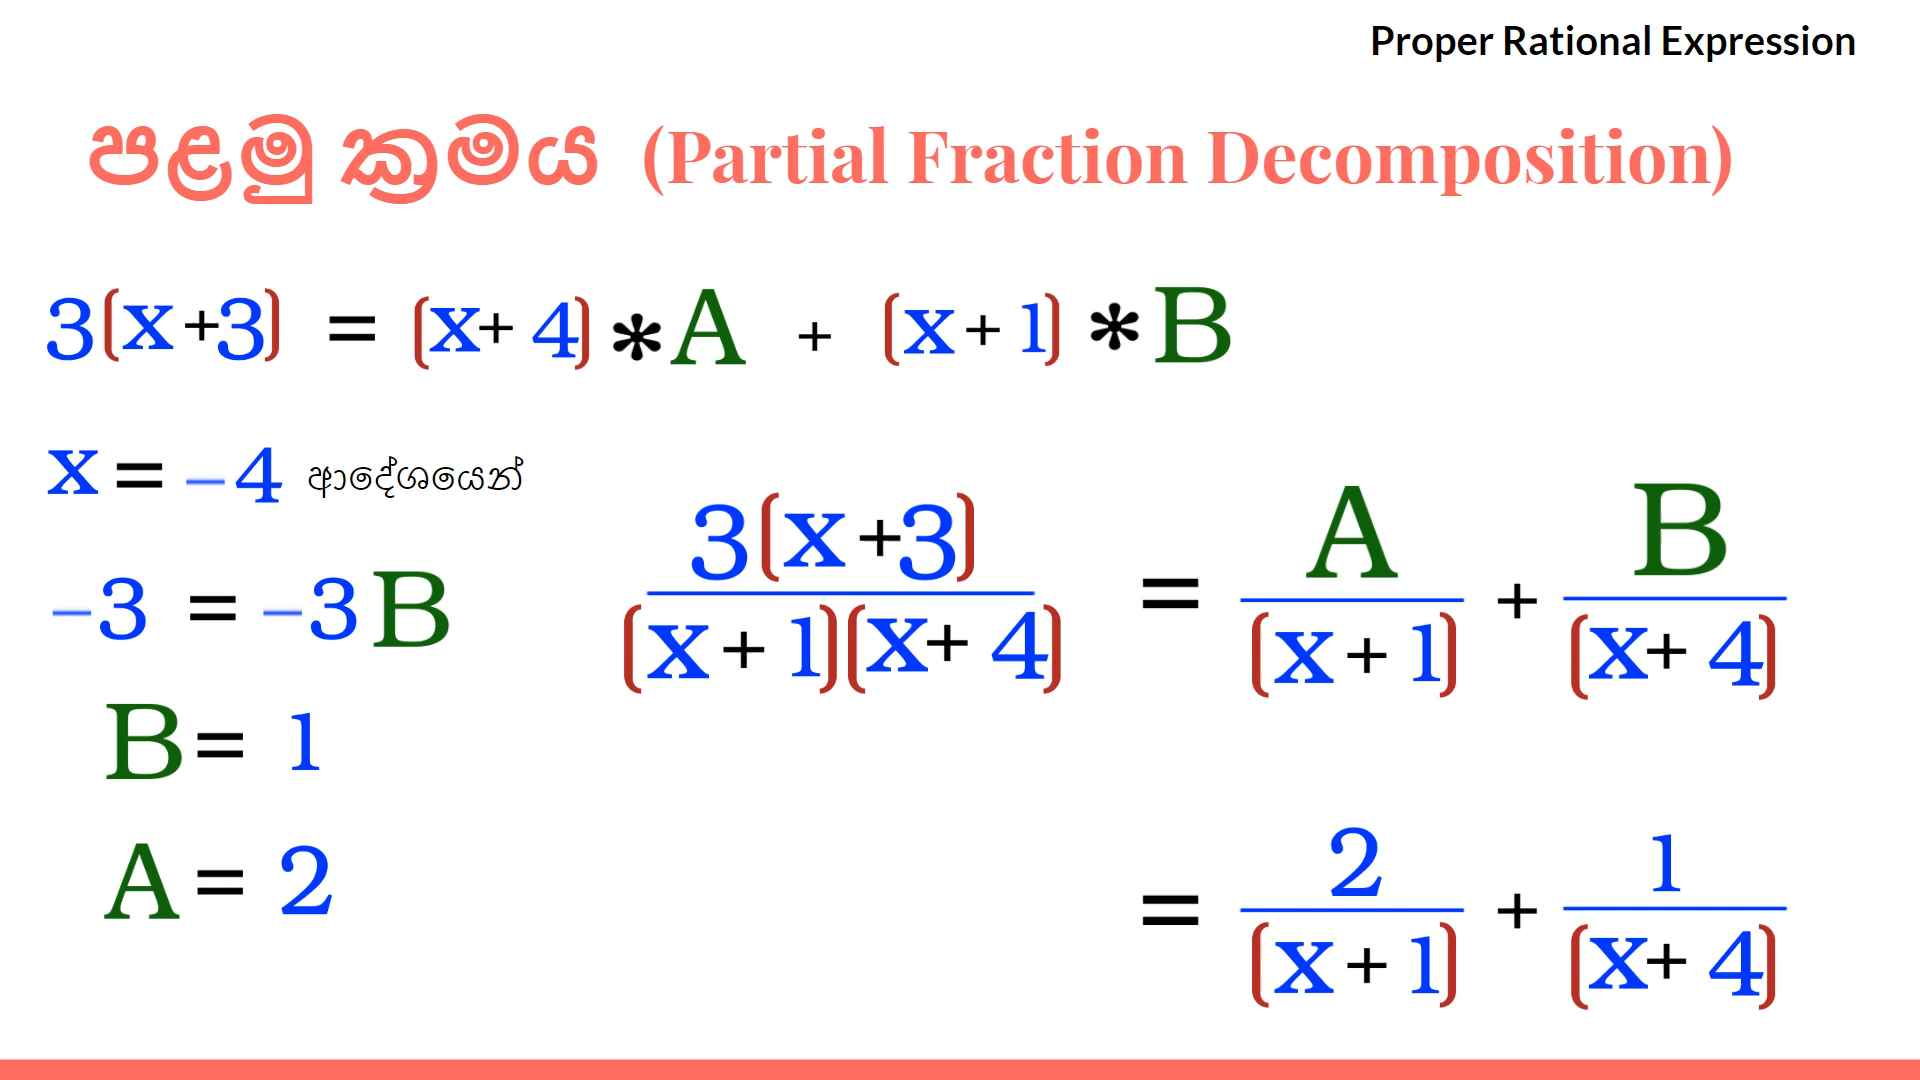 Proper Rational Expression
පළමු ක්‍රමය (Partial Fraction Decomposition)
3(x+3) = (x+4)*A + (x+1)*B
x = -4 ආදේශයෙන්
-3 = -3B
B = 1
A = 2
3(x+3)/(x+1)(x+4) = A/(x+1) + B/(x+4)
= 2/(x+1) + 1/(x+4)